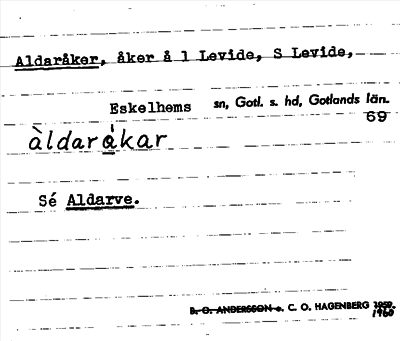 Aldaråker, åker å 1 Levide, S Levide,
Eskelhems sn, Gotl. s. hd, Gotlands län.
69
àldaråkar
Sé Aldarve.
B. O. ANDERSSON o. C. O. HAGENBERG 1959.
1960